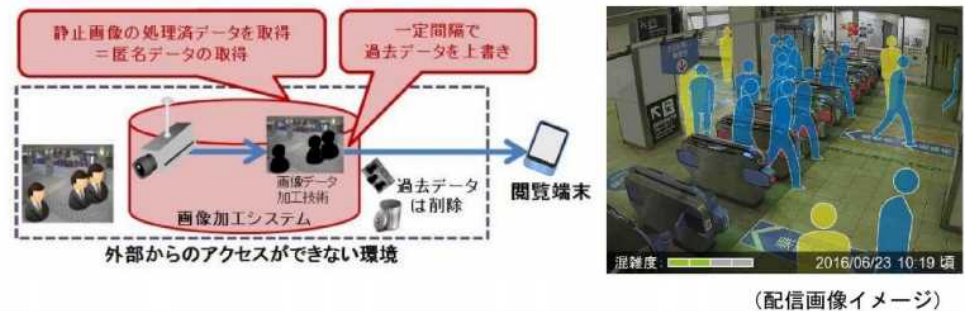 静止画像の処理済データを取得
＝匿名データの取得
一定間隔で
過去データを上書き
画像データ
加工技術
過去データ
は削除
画像加工システム
閲覧端末
外部からのアクセスができない環境
混雑度:
2016/06/23 10:19 頃
（配信画像イメージ）